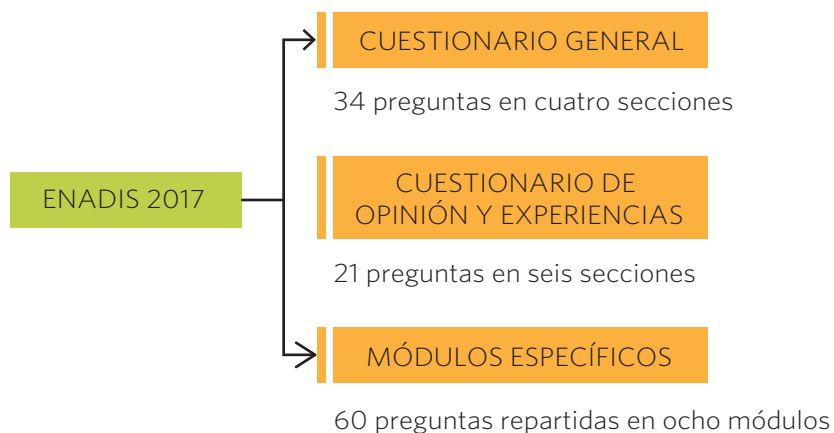 CUESTIONARIO GENERAL
34 preguntas en cuatro secciones
ENADIS 2017
CUESTIONARIO DE
OPINIÓN Y EXPERIENCIAS
21 preguntas en seis secciones
MÓDULOS ESPECÍFICOS
60 preguntas repartidas en ocho módulos